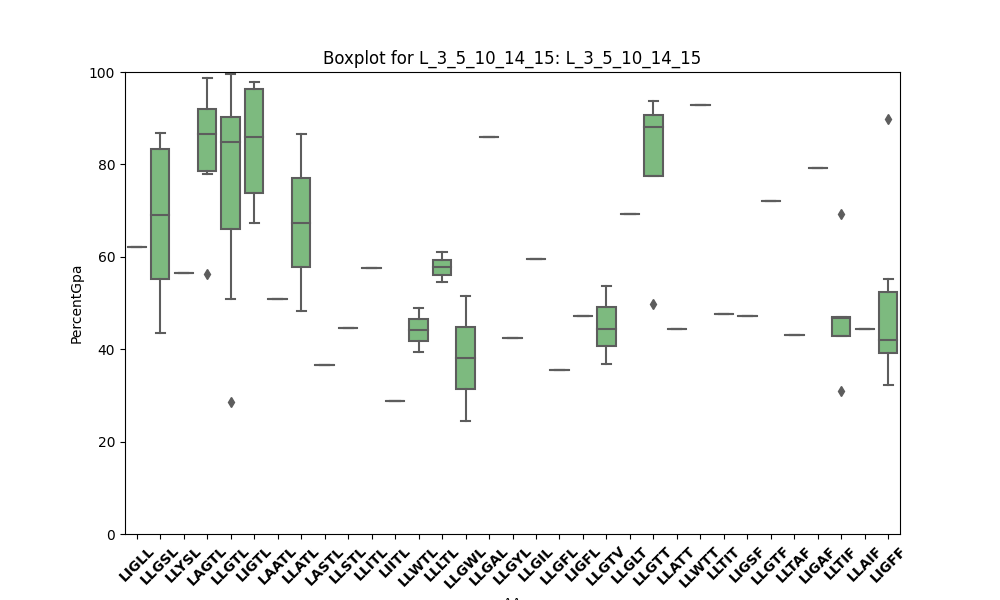 Boxplot for L_3_5_10_14_15: L_3_5_10_14_15
100
80
60
40
20
0
PercentGpa
LIGLL
LLGSL
LLYSL
LAGTL
LLGTL
LIGTL
LAATL
LLATL
LASTL
LLSTL
LLITL
LIITL
LLWTL
LLLTL
LLGWL
LLGAL
LLGYL
LLGIL
LLGFL
LIGFL
LLGTV
LLGLT
LLGTT
LLATT
LLWTT
LLTIT
LIGSF
LLGTF
LLTAF
LIGAF
LLTIF
LLAIF
LIGFF